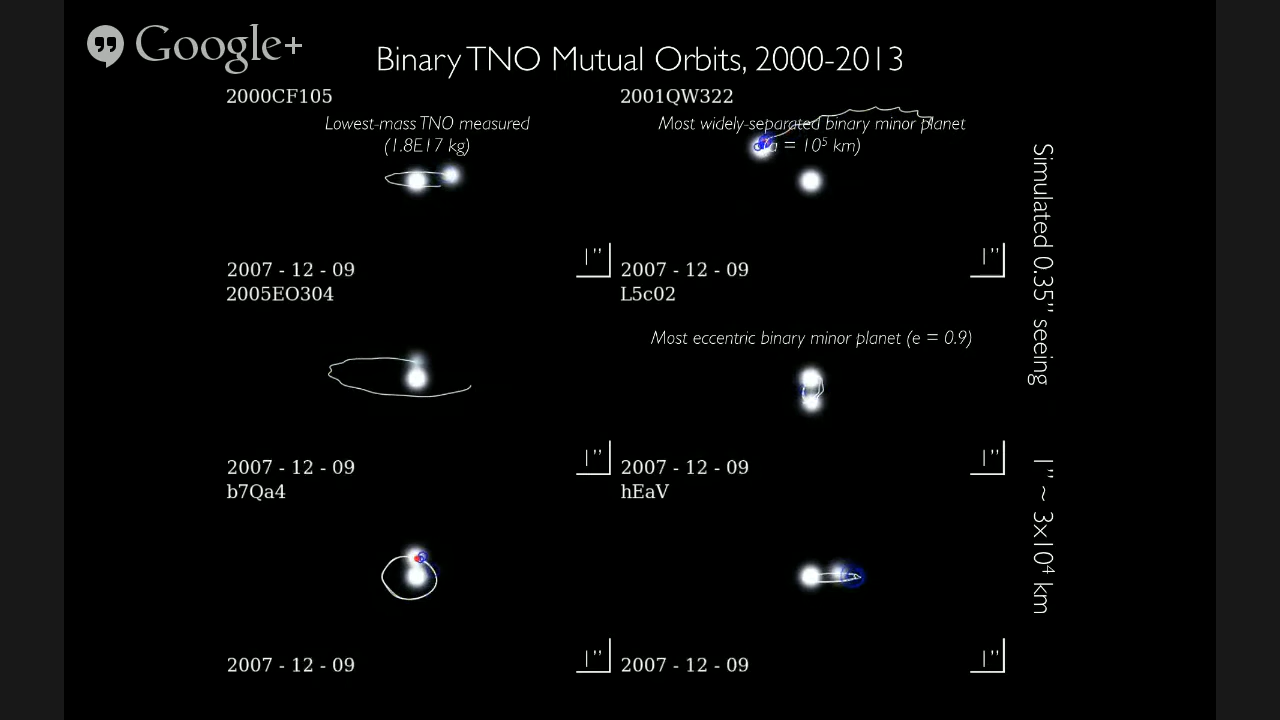 Google+
Binary TNO Mutual Orbits, 2000-2013
2000CF105
Lowest-mass TNO measured
(1.8E17 kg)
2001QW322
Most widely-separated binary minor planet
(a = 10⁵ km)
2007 - 12 - 09
1"
2007 - 12 - 09
1"
2005EO304
L5c02
Most eccentric binary minor planet (e = 0.9)
2007 - 12 - 09
1"
2007 - 12 - 09
1"
b7Qa4
hEaV
2007 - 12 - 09
1"
2007 - 12 - 09
1"
Simulated 0.35" seeing
1" ~ 3x10⁴ km